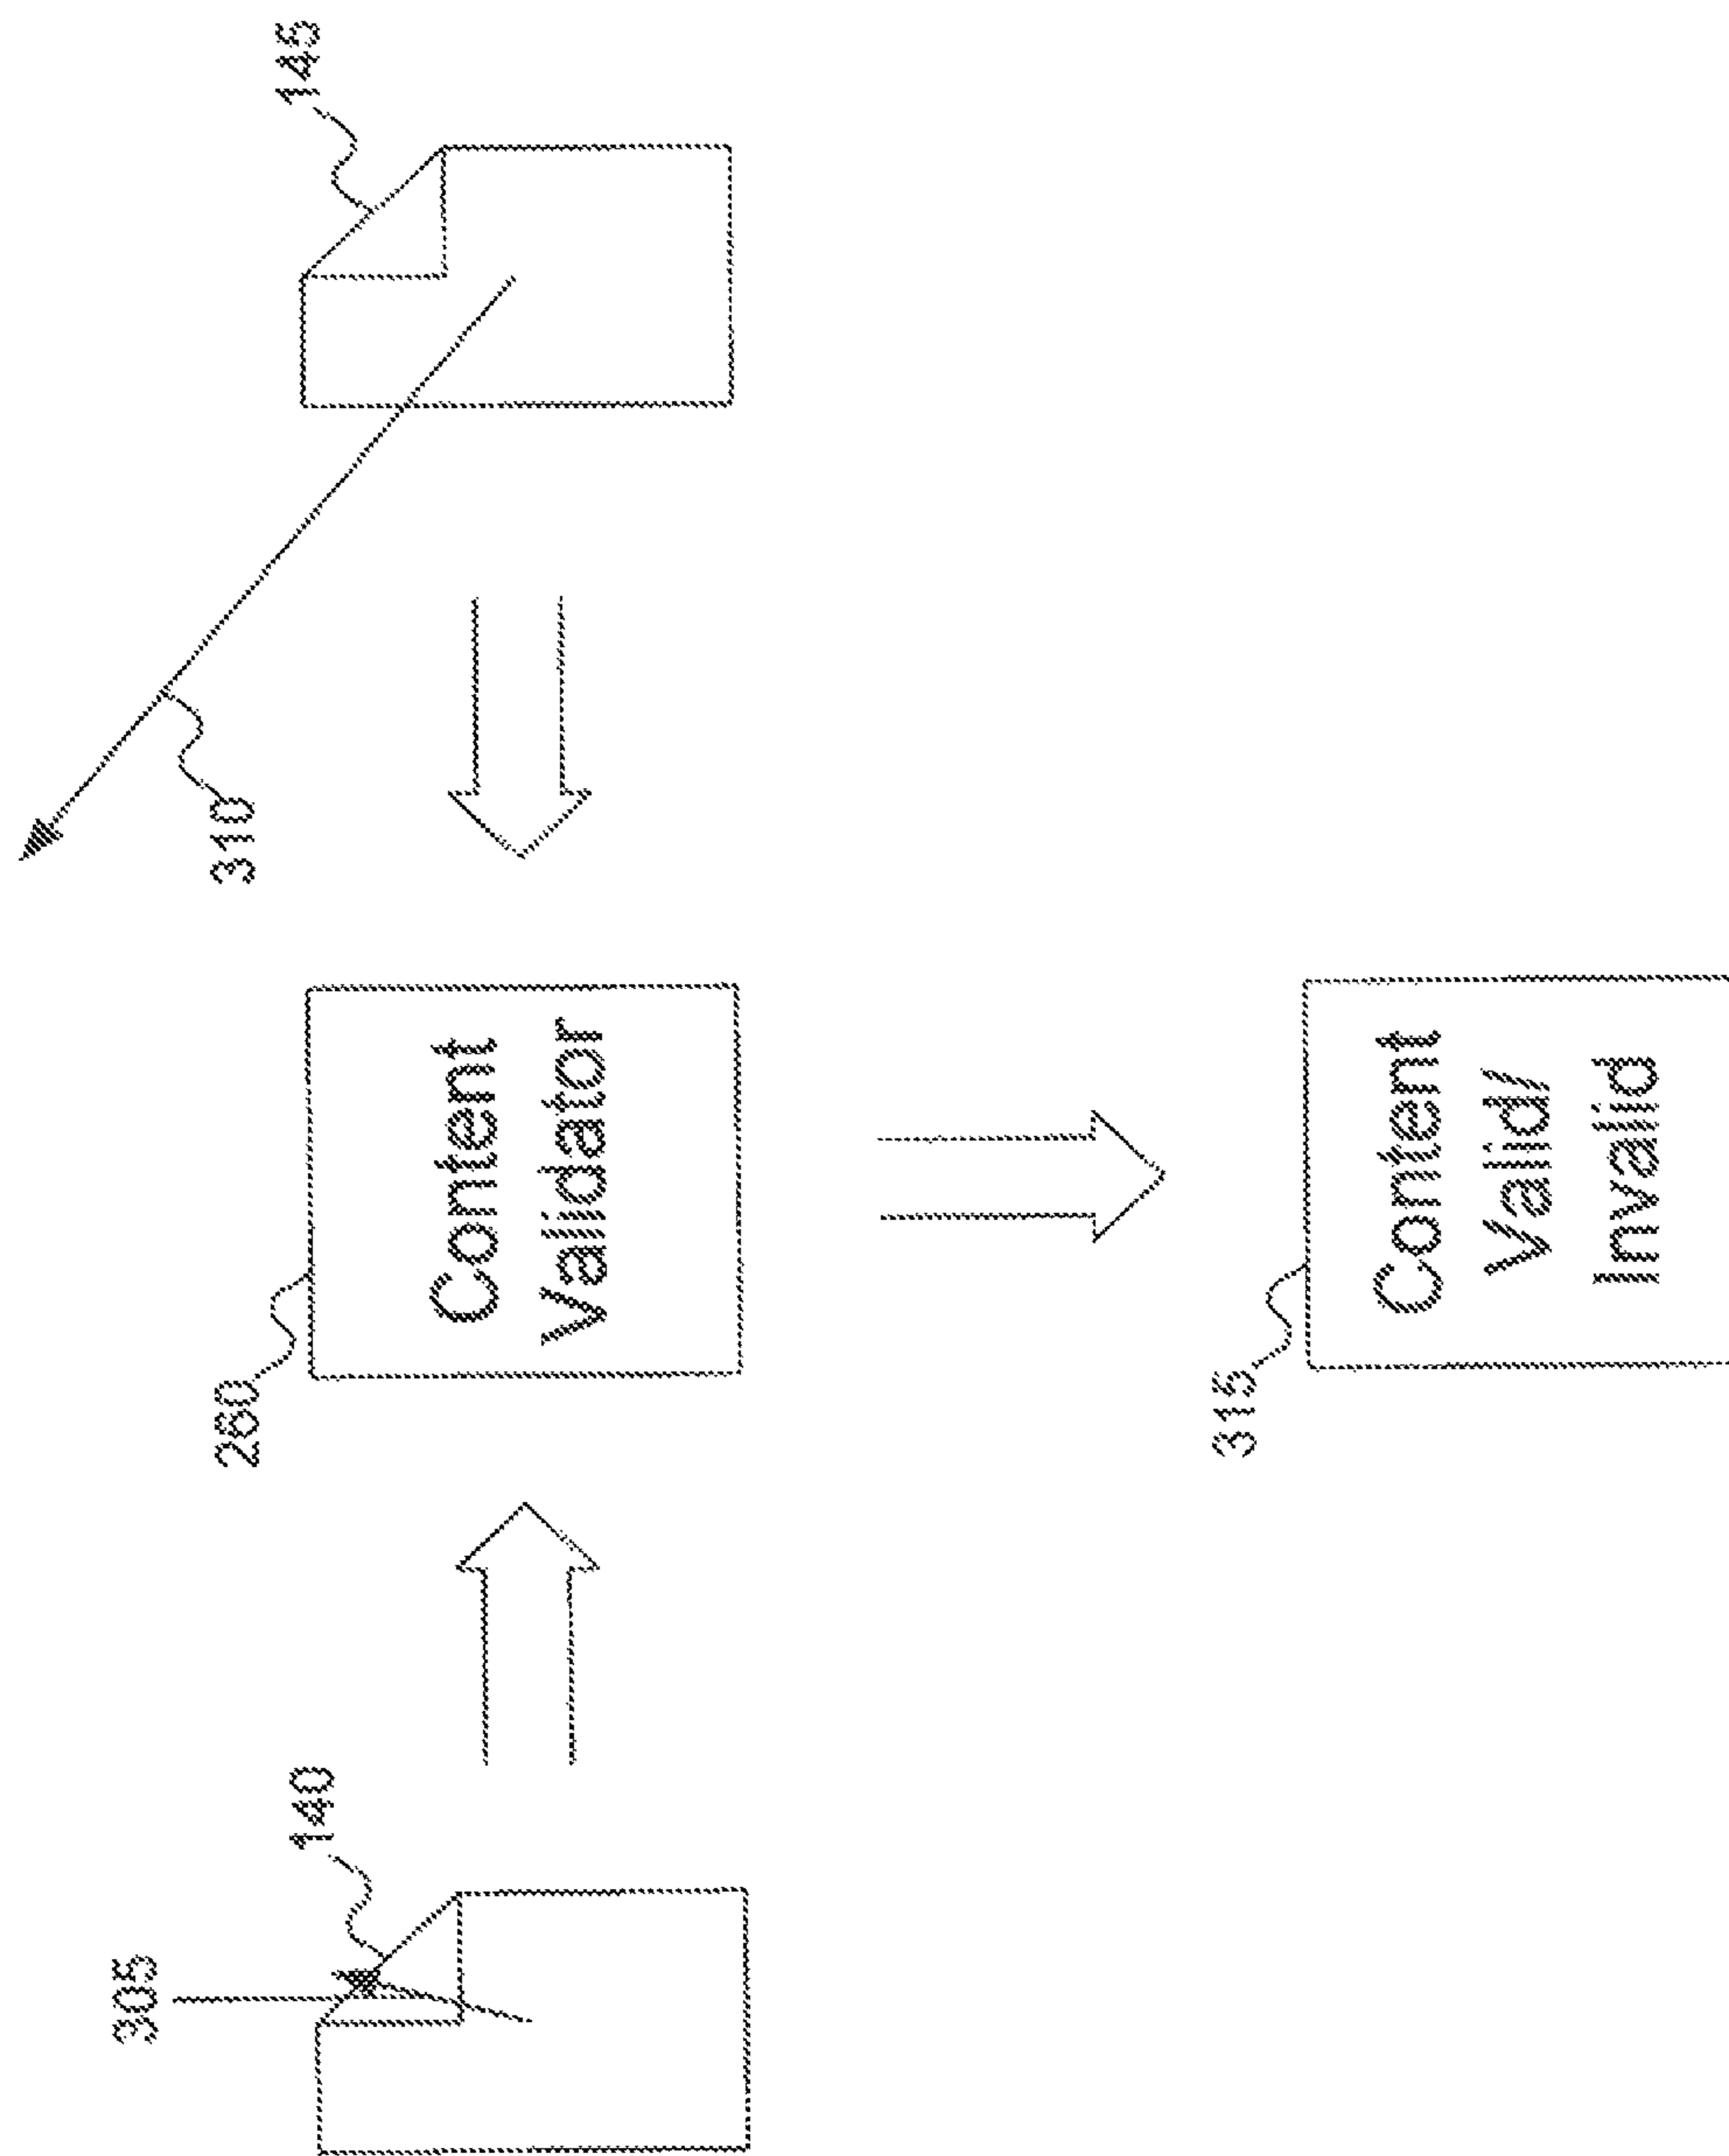 305
260
310
140
145
Content
Validator
315
Content
Valid/
Invalid